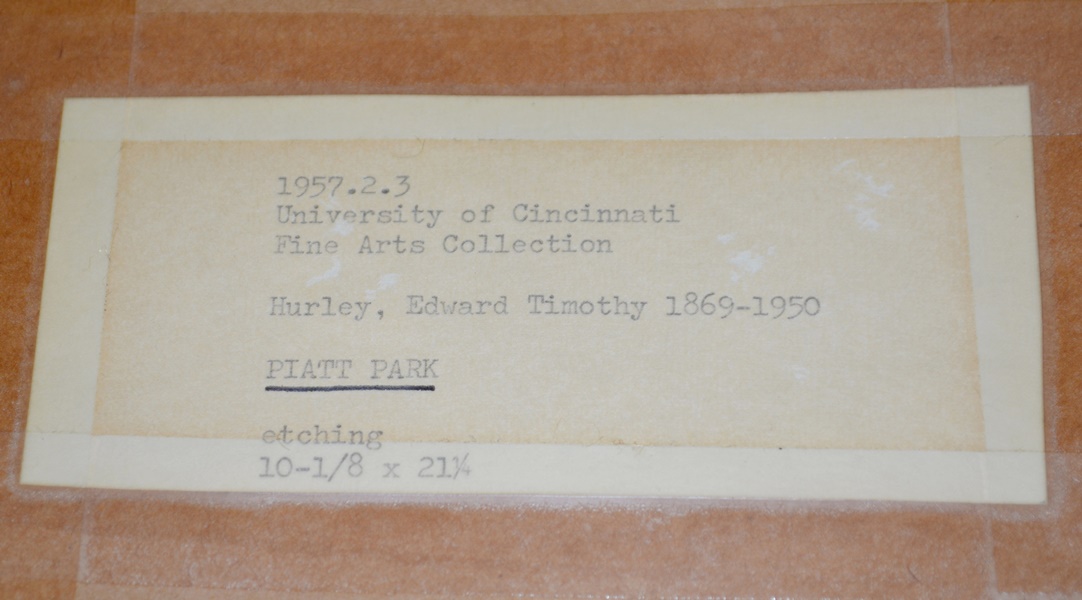 1957.2.3
University of Cincinnati
Fine Arts Collection
Hurley, Edward Timothy 1869-1950
PIATT PARK
etching
10-1/8 x 21¼